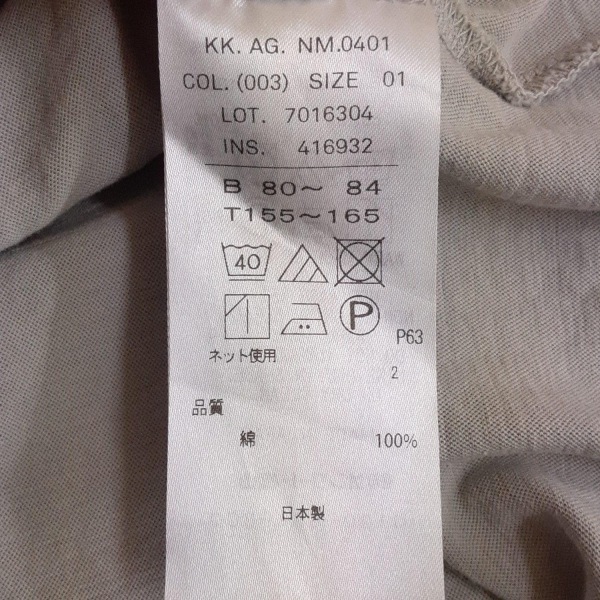 KK. AG. NM.0401
COL. (003) SIZE 01
LOT. 7016304
INS. 416932
B 80～ 84
T155～165
40
P
P63
ネット使用
2
品質
綿 100%
日本製